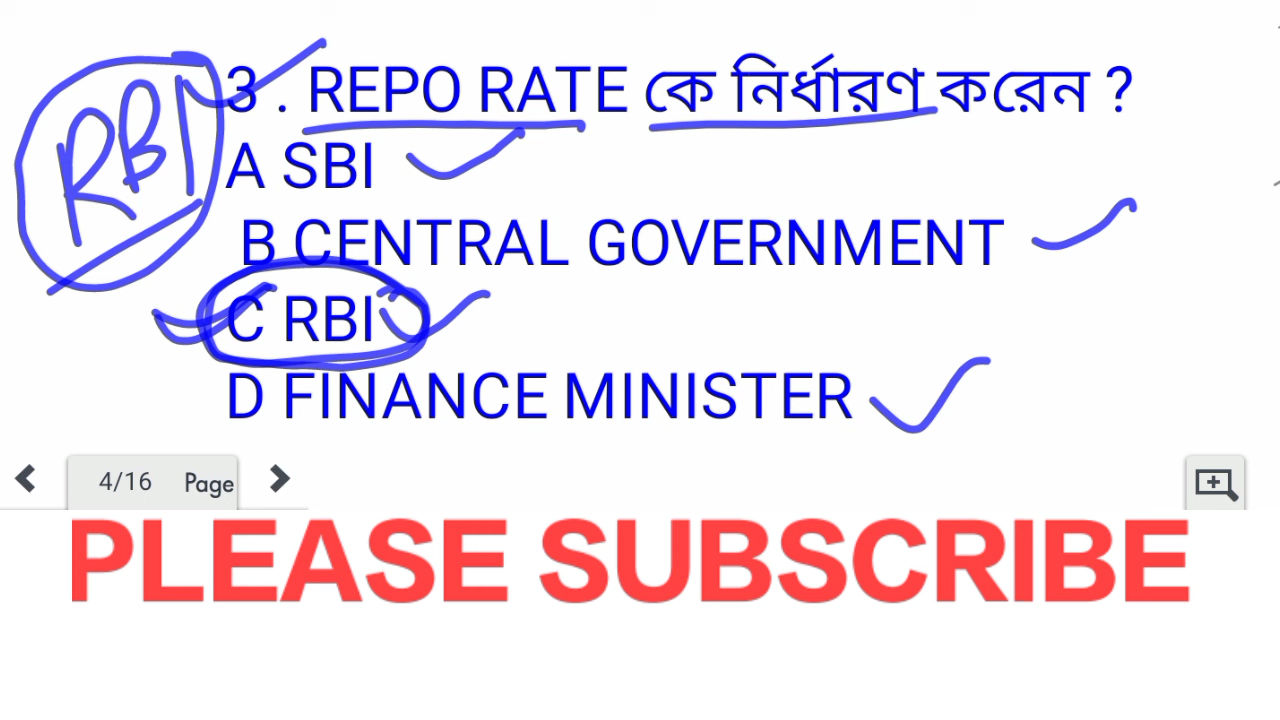 RBI
3 . REPO RATE কে নির্ধারণ করেন ?
A SBI
B CENTRAL GOVERNMENT
C RBI
D FINANCE MINISTER
4/16 Page
PLEASE SUBSCRIBE